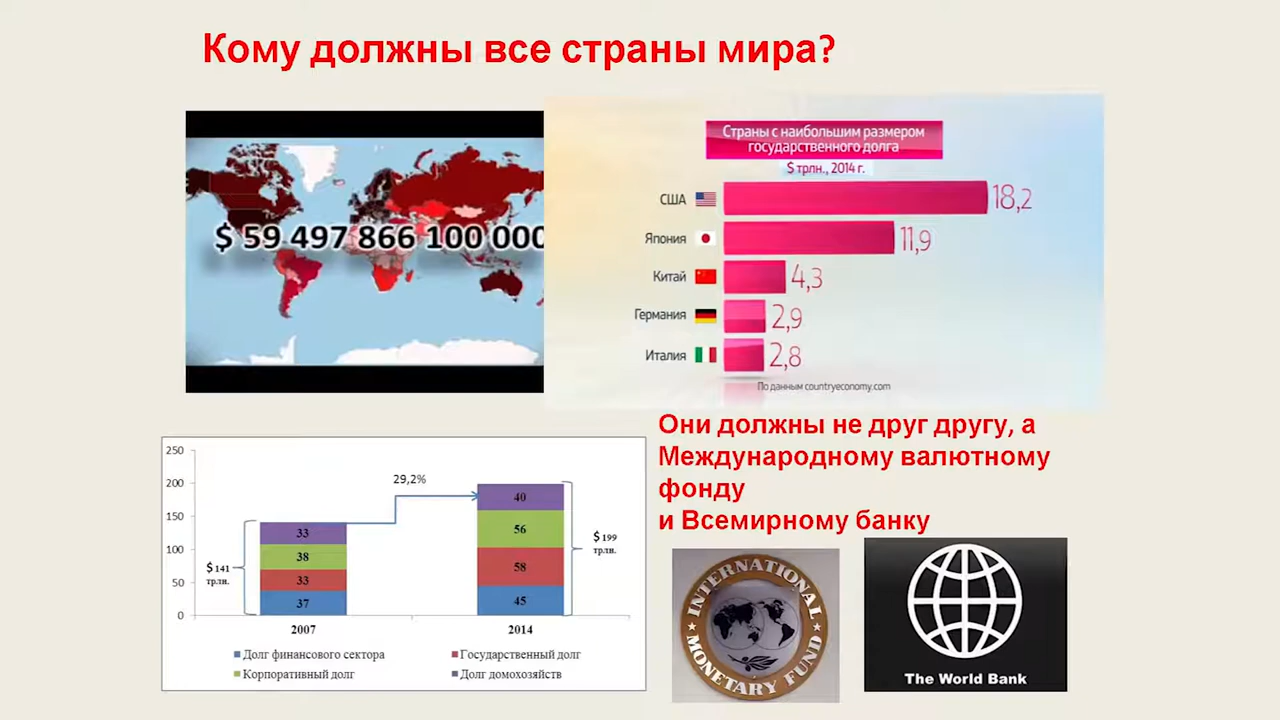 Кому должны все страны мира?
$ 59 497 866 100 000
Страны с наибольшим размером
государственного долга
$ трлн., 2014 г.
США 18,2
Япония 11,9
Китай 4,3
Германия 2,9
Италия 2,8
По данным countryeconomy.com
Они должны не друг другу, а
Международному валютному
фонду
и Всемирному банку
250
200
150
100
50
0
29,2%
$ 141
трлн.
33
38
33
37
40
56
58
45
$ 199
трлн.
2007
2014
Долг финансового сектора
Государственный долг
Корпоративный долг
Долг домохозяйств
INTERNATIONAL
MONETARY FUND
The World Bank